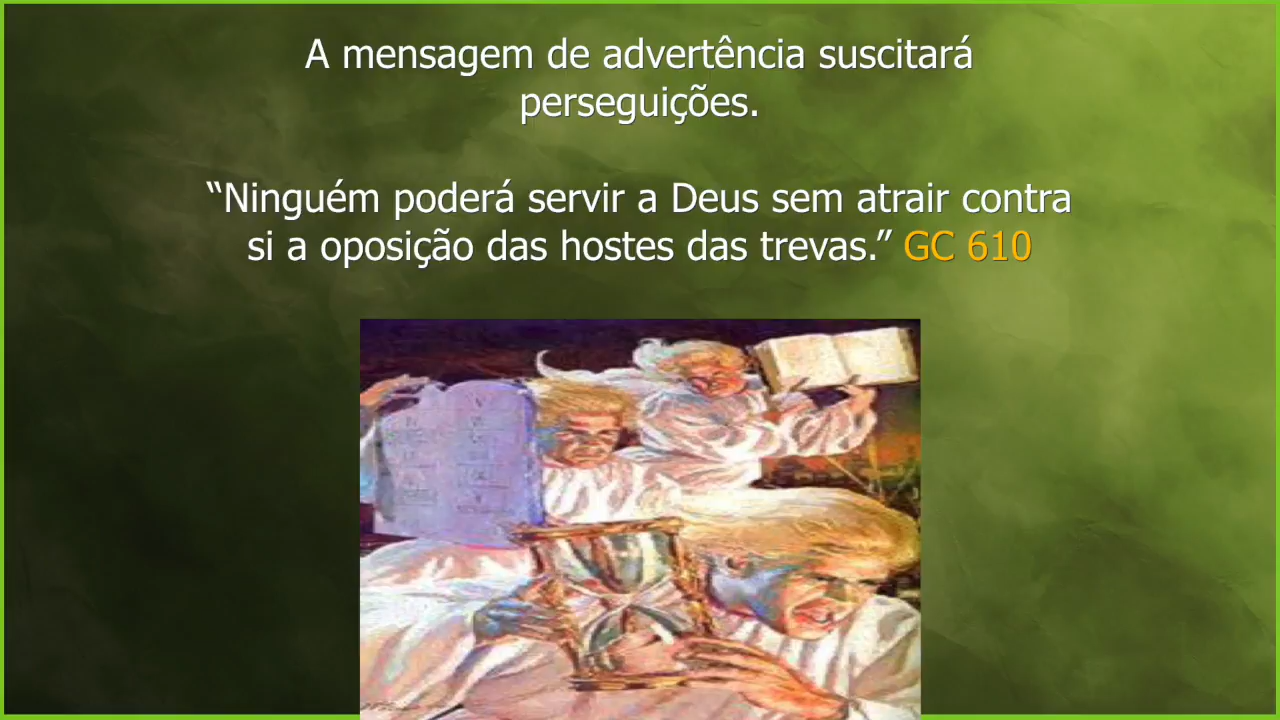 A mensagem de advertência suscitará
perseguições.
“Ninguém poderá servir a Deus sem atrair contra
si a oposição das hostes das trevas.” GC 610